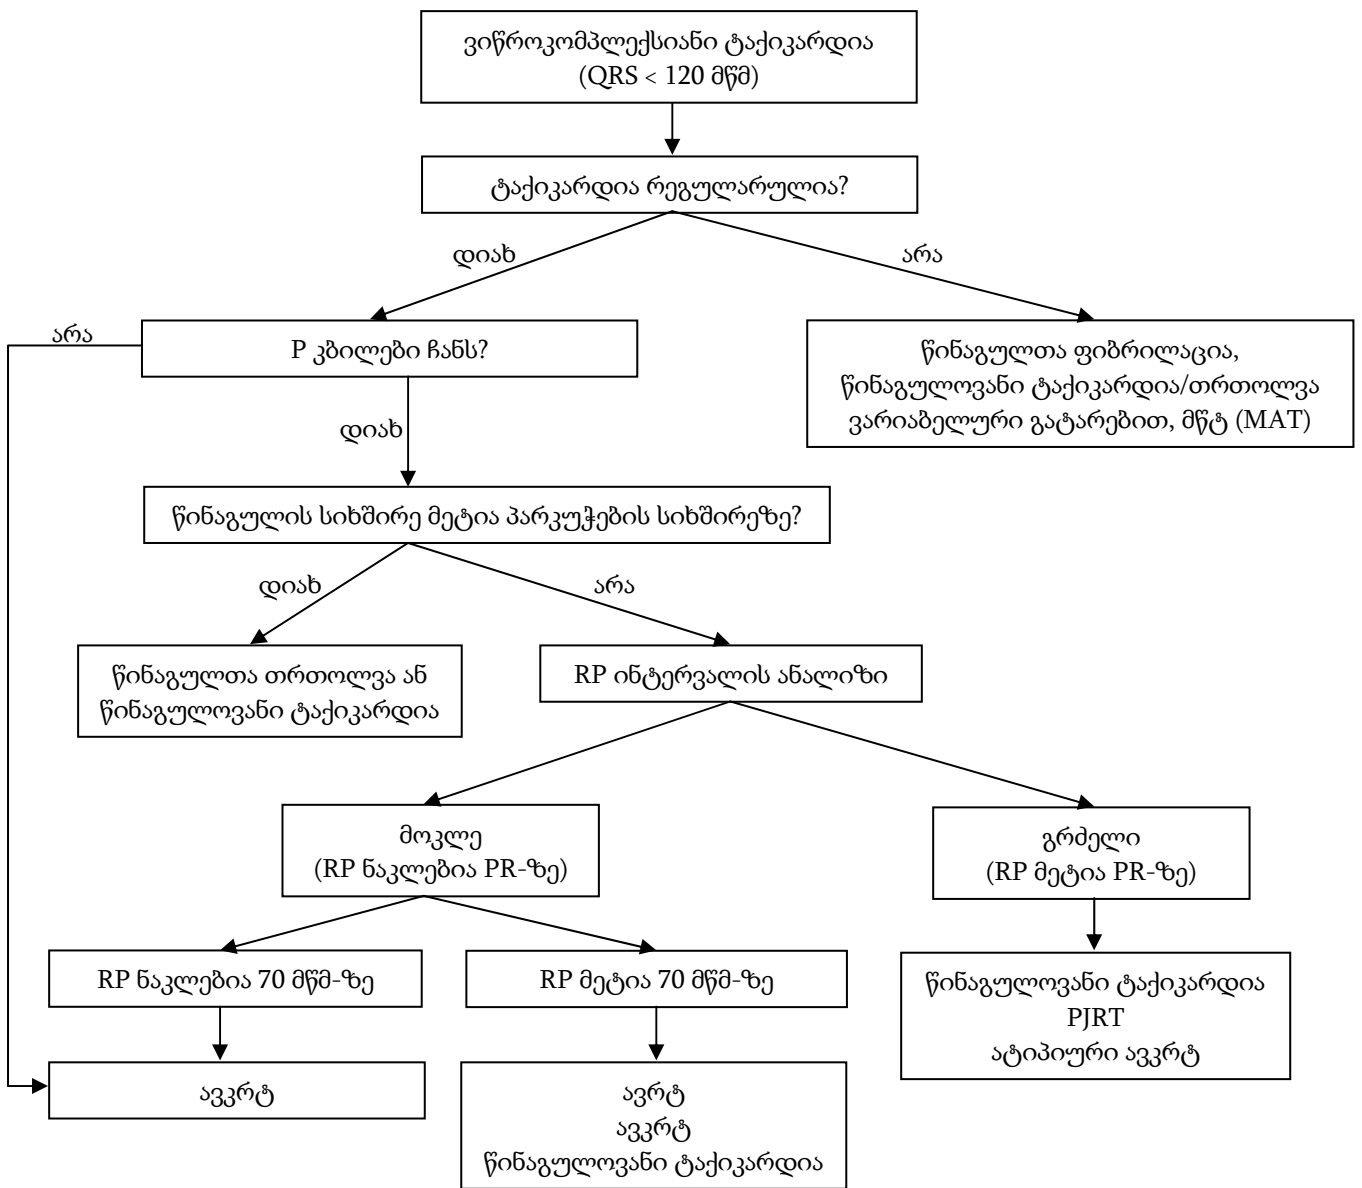 ვიწროკომპლექსიანი ტაქიკარდია
(QRS < 120 მწმ)
ტაქიკარდია რეგულარულია?
დიახ
არა
არა
P კბილები ჩანს?
წინაგულთა ფიბრილაცია,
წინაგულოვანი ტაქიკარდია/თრთოლვა
ვარიაბელური გატარებით, მწტ (MAT)
დიახ
წინაგულის სიხშირე მეტია პარკუჭების სიხშირეზე?
დიახ
არა
წინაგულთა თრთოლვა ან
წინაგულოვანი ტაქიკარდია
RP ინტერვალის ანალიზი
მოკლე
(RP ნაკლებია PR-ზე)
გრძელი
(RP მეტია PR-ზე)
RP ნაკლებია 70 მწმ-ზე
RP მეტია 70 მწმ-ზე
წინაგულოვანი ტაქიკარდია
PJRT
ატიპიური ავკრტ
ავკრტ
ავრტ
ავკრტ
წინაგულოვანი ტაქიკარდია